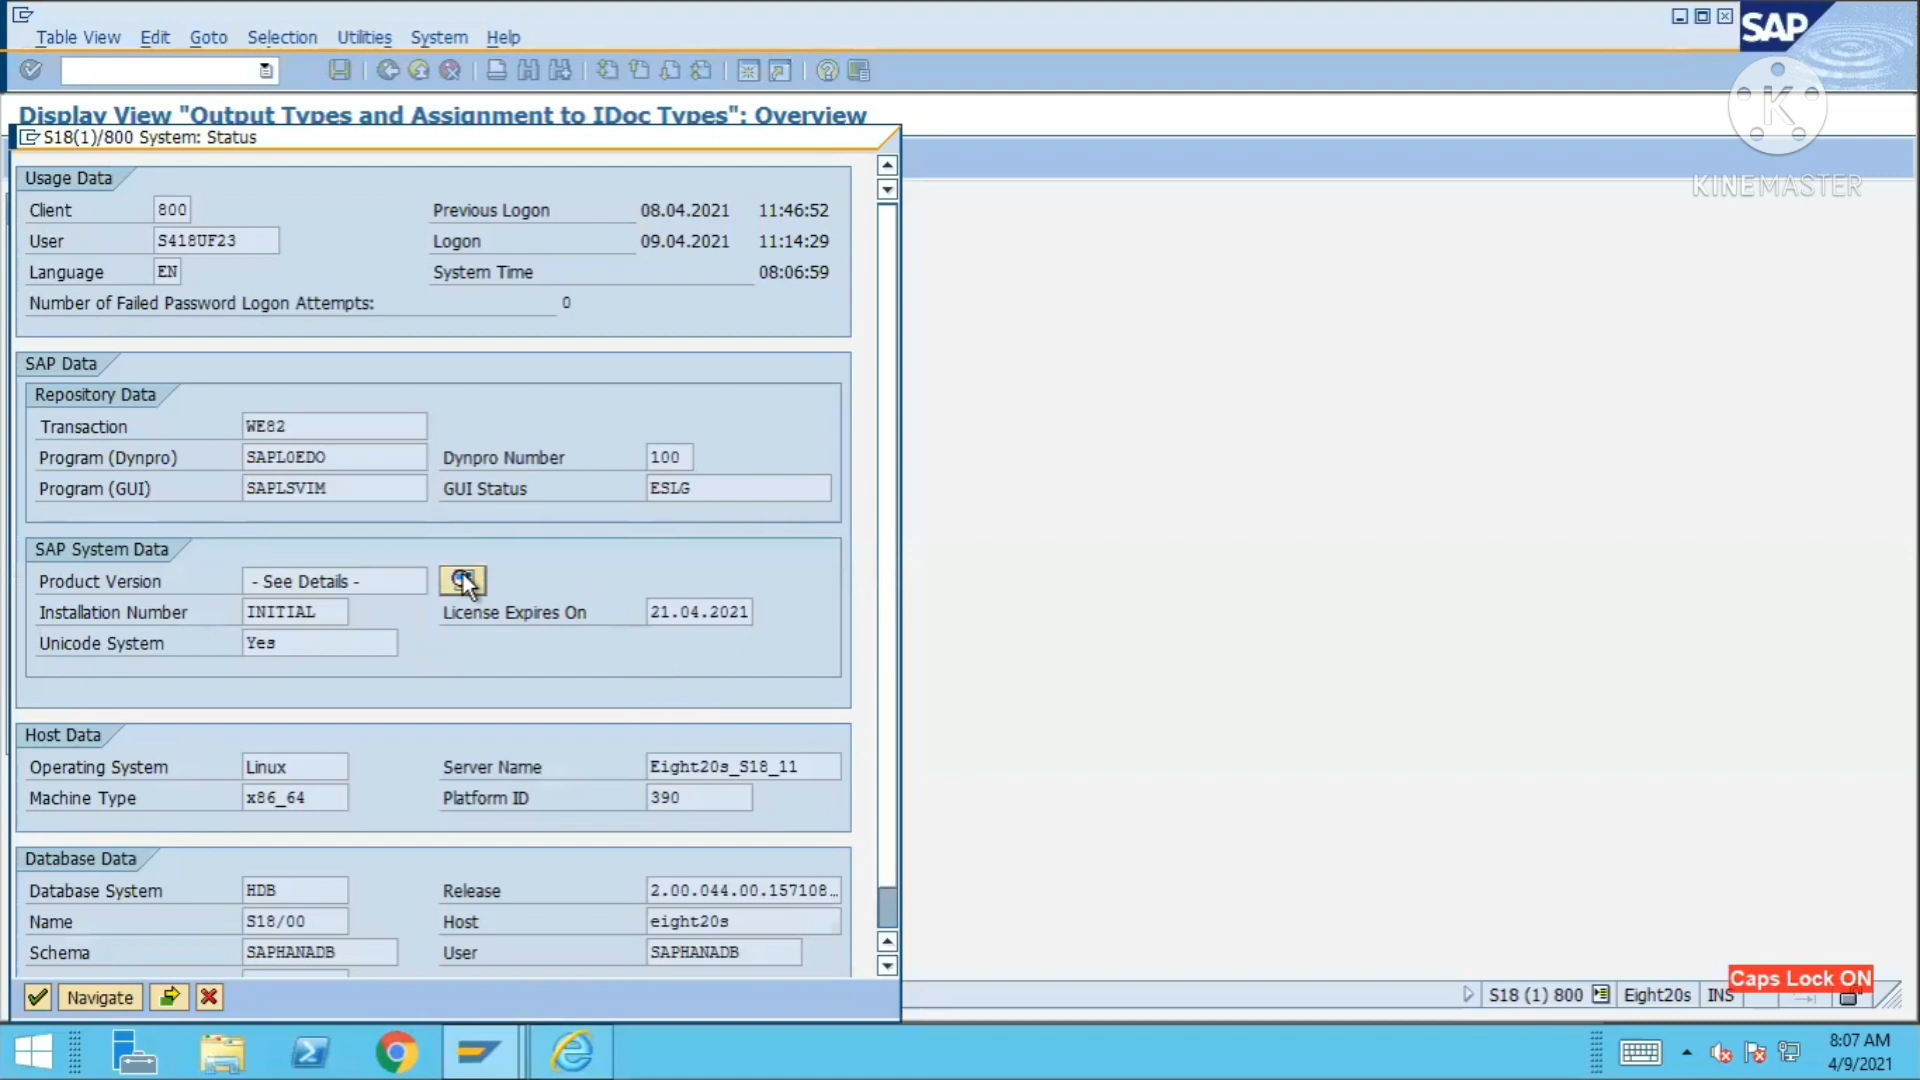 Table View Edit Goto Selection Utilities System Help
SAP
Display View "Output Types and Assignment to IDoc Types": Overview
K
KINEMASTER
S18(1)/800 System: Status
Usage Data
Client 800 Previous Logon 08.04.2021 11:46:52
User S418UF23 Logon 09.04.2021 11:14:29
Language EN System Time 08:06:59
Number of Failed Password Logon Attempts: 0
SAP Data
Repository Data
Transaction WE82
Program (Dynpro) SAPL0EDO Dynpro Number 100
Program (GUI) SAPLSVIM GUI Status ESLG
SAP System Data
Product Version - See Details -
Installation Number INITIAL License Expires On 21.04.2021
Unicode System Yes
Host Data
Operating System Linux Server Name Eight20s_S18_11
Machine Type x86_64 Platform ID 390
Database Data
Database System HDB Release 2.00.044.00.157108...
Name S18/00 Host eight20s
Schema SAPHANADB User SAPHANADB
Navigate
Caps Lock ON
S18 (1) 800 Eight20s INS
8:07 AM
4/9/2021